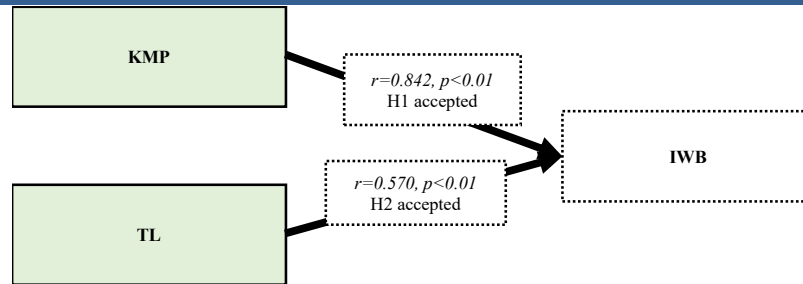 KMP
r=0.842, p<0.01
H1 accepted
IWB
r=0.570, p<0.01
H2 accepted
TL